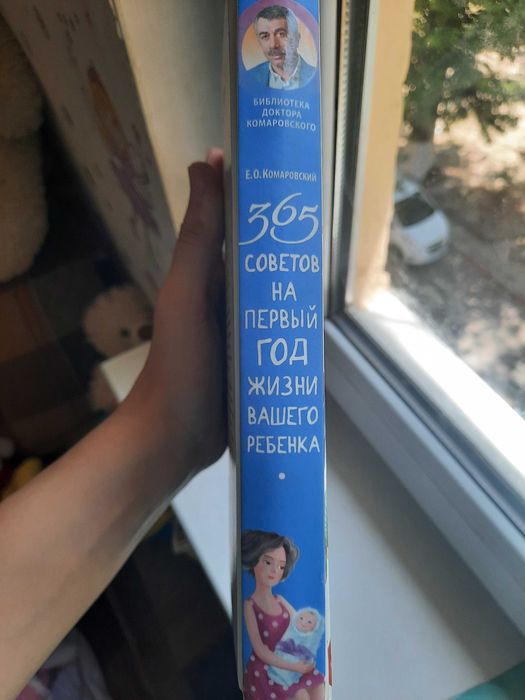 БИБЛИОТЕКА
ДОКТОРА
КОМАРОВСКОГО
Е.О.КОМАРОВСКИЙ
365
СОВЕТОВ
НА
ПЕРВЫЙ
ГОД
ЖИЗНИ
ВАШЕГО
РЕБЕНКА